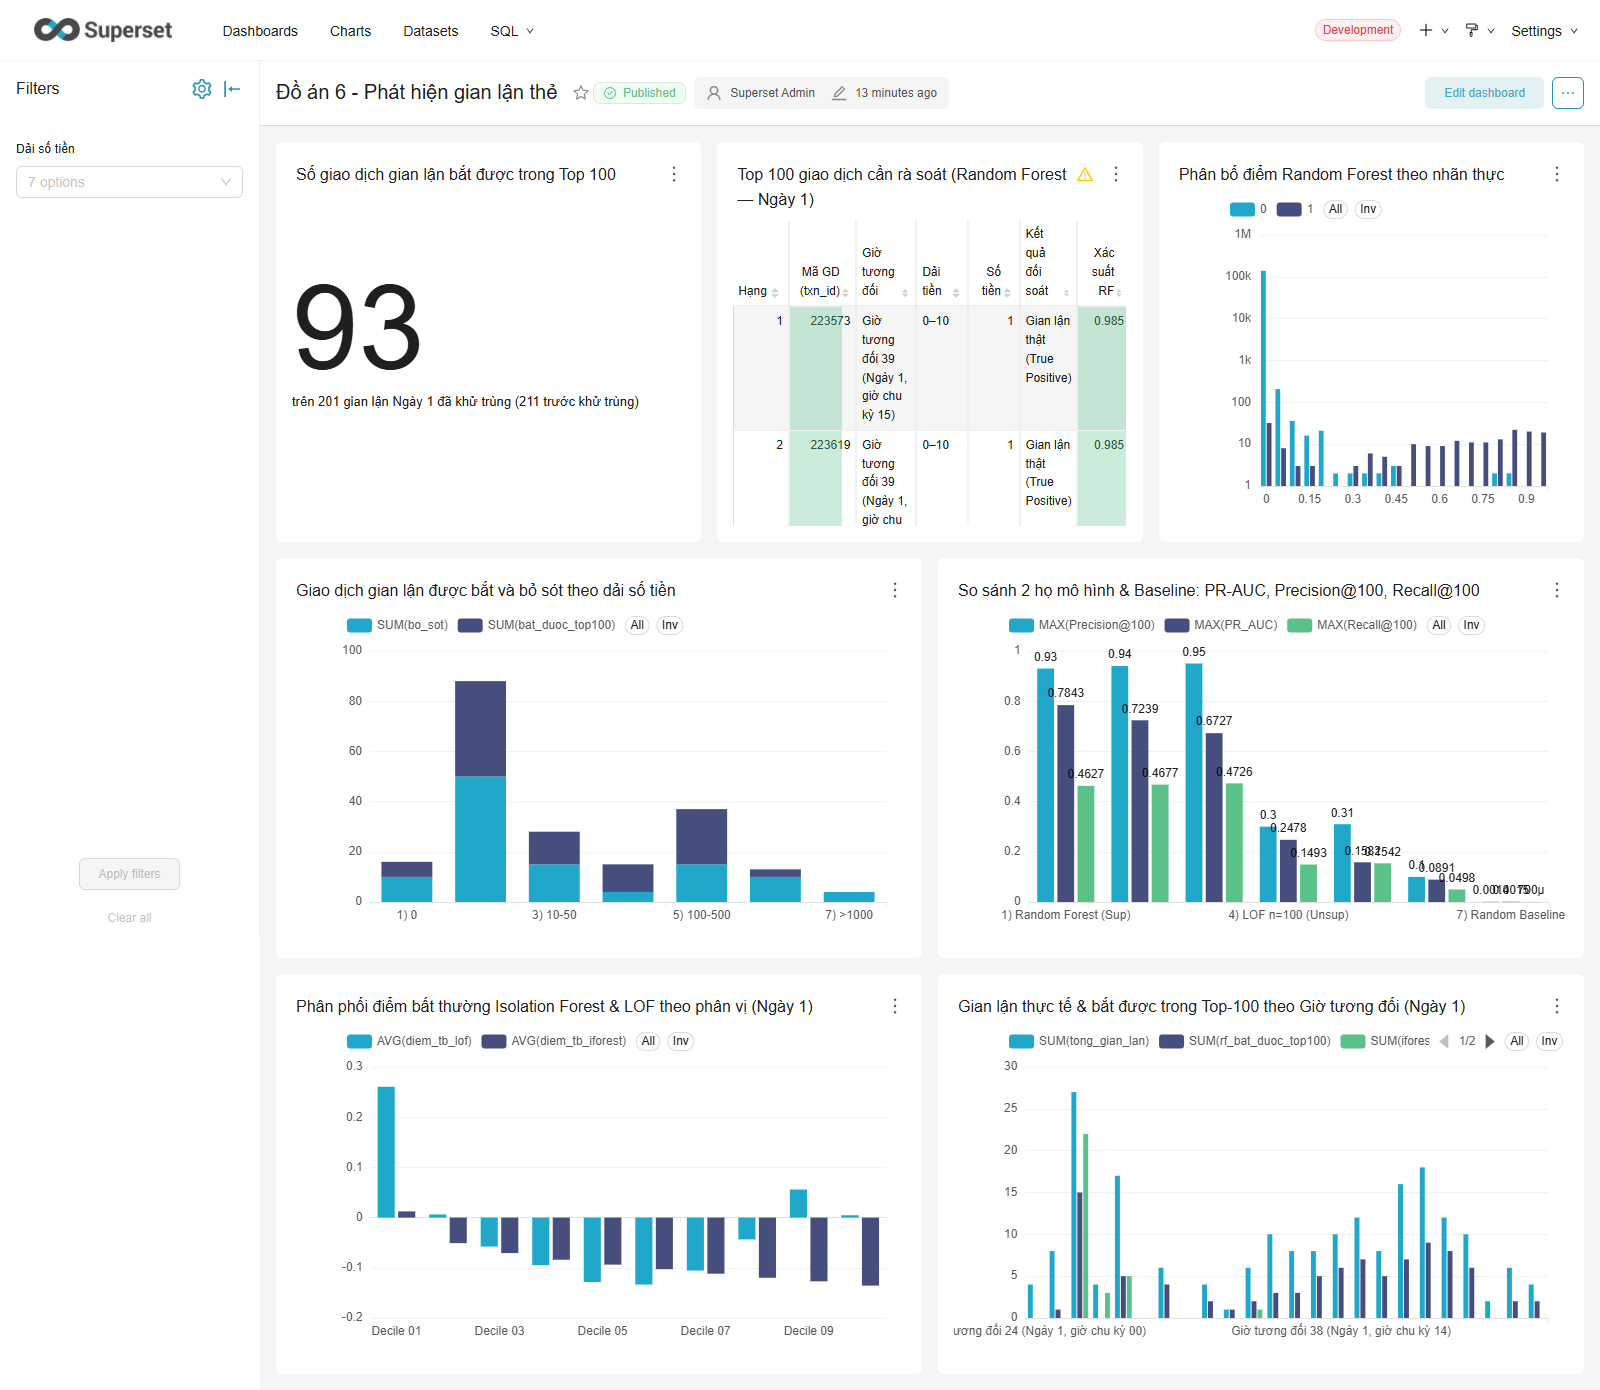 Superset
Dashboards
Charts
Datasets
SQL
Development
Settings
Filters
Đồ án 6 - Phát hiện gian lận thẻ
Published
Superset Admin
13 minutes ago
Edit dashboard
Dải số tiền
7 options
Apply filters
Clear all
Số giao dịch gian lận bắt được trong Top 100
93
trên 201 gian lận Ngày 1 đã khử trùng (211 trước khử trùng)
Top 100 giao dịch cần rà soát (Random Forest
— Ngày 1)
Hạng
Mã GD
(txn_id)
Giờ
tương
đối
Dải
tiền
Số
tiền
Kết
quả
đối
soát
Xác
suất
RF
1
223573
Giờ
tương
đối 39
(Ngày 1,
giờ chu
kỳ 15)
0–10
1
Gian lận
thật
(True
Positive)
0.985
2
223619
Giờ
tương
đối 39
(Ngày 1,
giờ chu
0–10
1
Gian lận
thật
(True
Positive)
0.985
Phân bố điểm Random Forest theo nhãn thực
0
1
All
Inv
1M
100k
10k
1k
100
10
1
0
0.15
0.3
0.45
0.6
0.75
0.9
Giao dịch gian lận được bắt và bỏ sót theo dải số tiền
SUM(bo_sot)
SUM(bat_duoc_top100)
All
Inv
100
80
60
40
20
0
1) 0
3) 10-50
5) 100-500
7) >1000
So sánh 2 họ mô hình & Baseline: PR-AUC, Precision@100, Recall@100
MAX(Precision@100)
MAX(PR_AUC)
MAX(Recall@100)
All
Inv
1
0.8
0.6
0.4
0.2
0
0.93
0.7843
0.4627
0.94
0.7239
0.4677
0.95
0.6727
0.4726
0.3
0.2478
0.1493
0.31
0.1542
0.1
0.0891
0.0498
1) Random Forest (Sup)
4) LOF n=100 (Unsup)
7) Random Baseline
Phân phối điểm bất thường Isolation Forest & LOF theo phân vị (Ngày 1)
AVG(diem_tb_lof)
AVG(diem_tb_iforest)
All
Inv
0.3
0.2
0.1
0
-0.1
-0.2
Decile 01
Decile 03
Decile 05
Decile 07
Decile 09
Gian lận thực tế & bắt được trong Top-100 theo Giờ tương đối (Ngày 1)
SUM(tong_gian_lan)
SUM(rf_bat_duoc_top100)
SUM(ifores
1/2
All
Inv
30
25
20
15
10
5
0
ương đối 24 (Ngày 1, giờ chu kỳ 00)
Giờ tương đối 38 (Ngày 1, giờ chu kỳ 14)